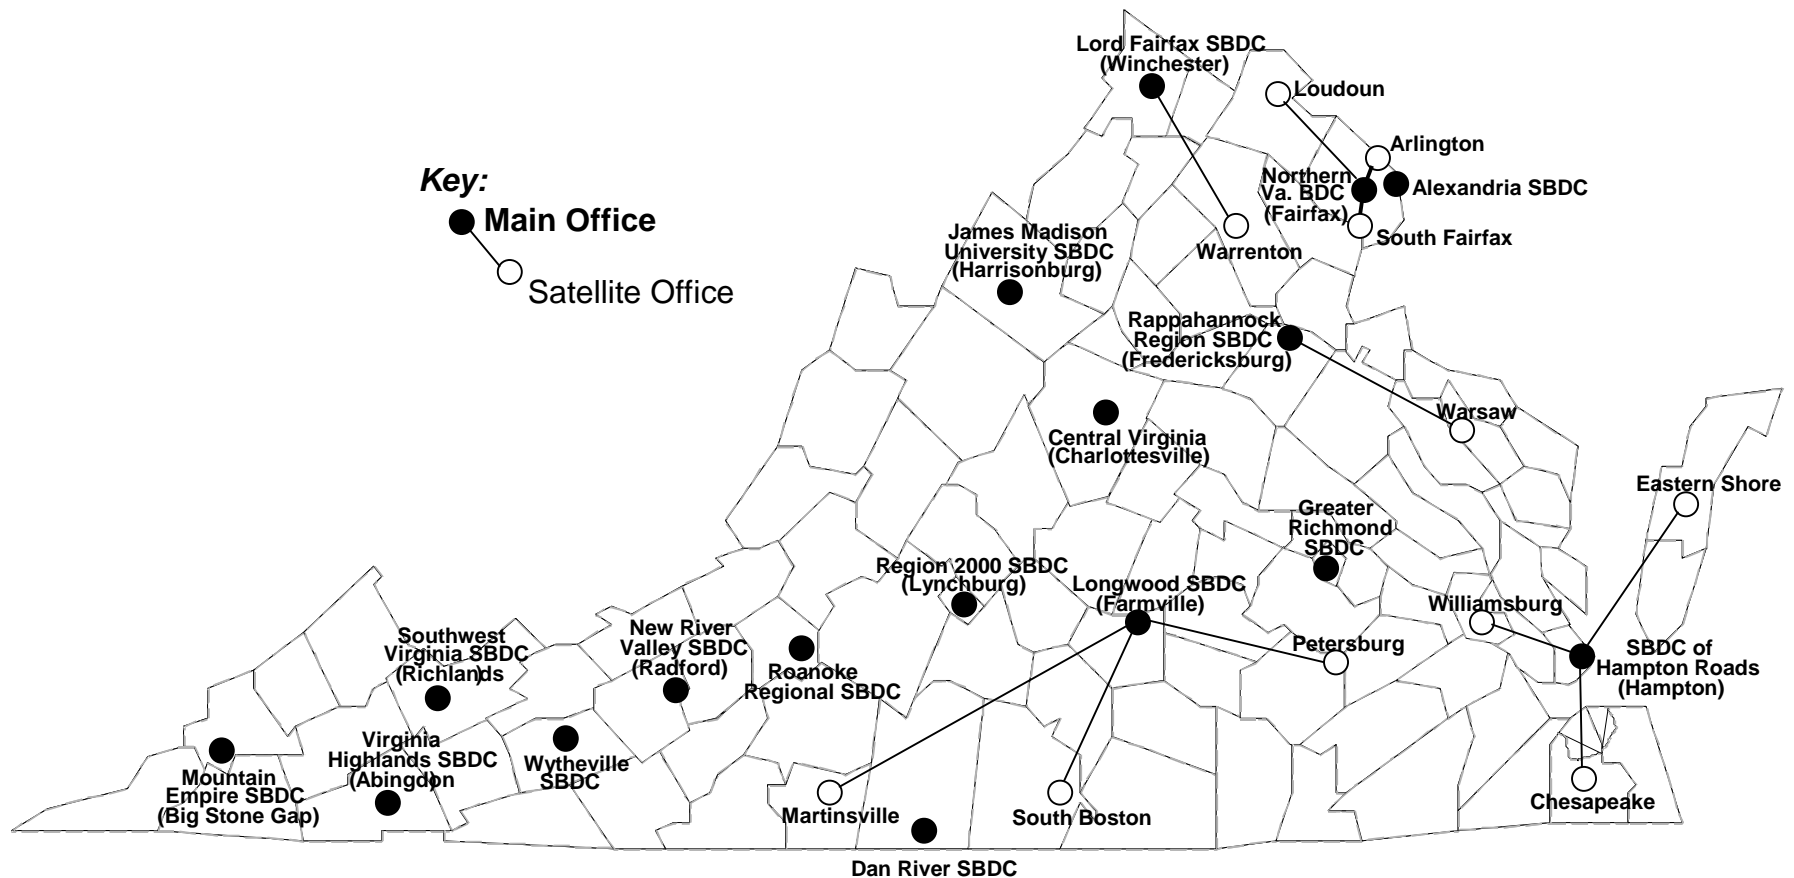 Lord Fairfax SBDC
(Winchester)
Loudoun
Arlington
Northern
Va. BDC
(Fairfax)
Alexandria SBDC
South Fairfax
Warrenton
Key:
Main Office
Satellite Office
James Madison
University SBDC
(Harrisonburg)
Rappahannock
Region SBDC
(Fredericksburg)
Warsaw
Central Virginia
(Charlottesville)
Eastern Shore
Greater
Richmond
SBDC
Region 2000 SBDC
(Lynchburg)
Longwood SBDC
(Farmville)
Williamsburg
Petersburg
SBDC of
Hampton Roads
(Hampton)
Southwest
Virginia SBDC
(Richlands)
New River
Valley SBDC
(Radford)
Roanoke
Regional SBDC
Virginia
Highlands SBDC
(Abingdon)
Wytheville
SBDC
Mountain
Empire SBDC
(Big Stone Gap)
Martinsville
South Boston
Chesapeake
Dan River SBDC